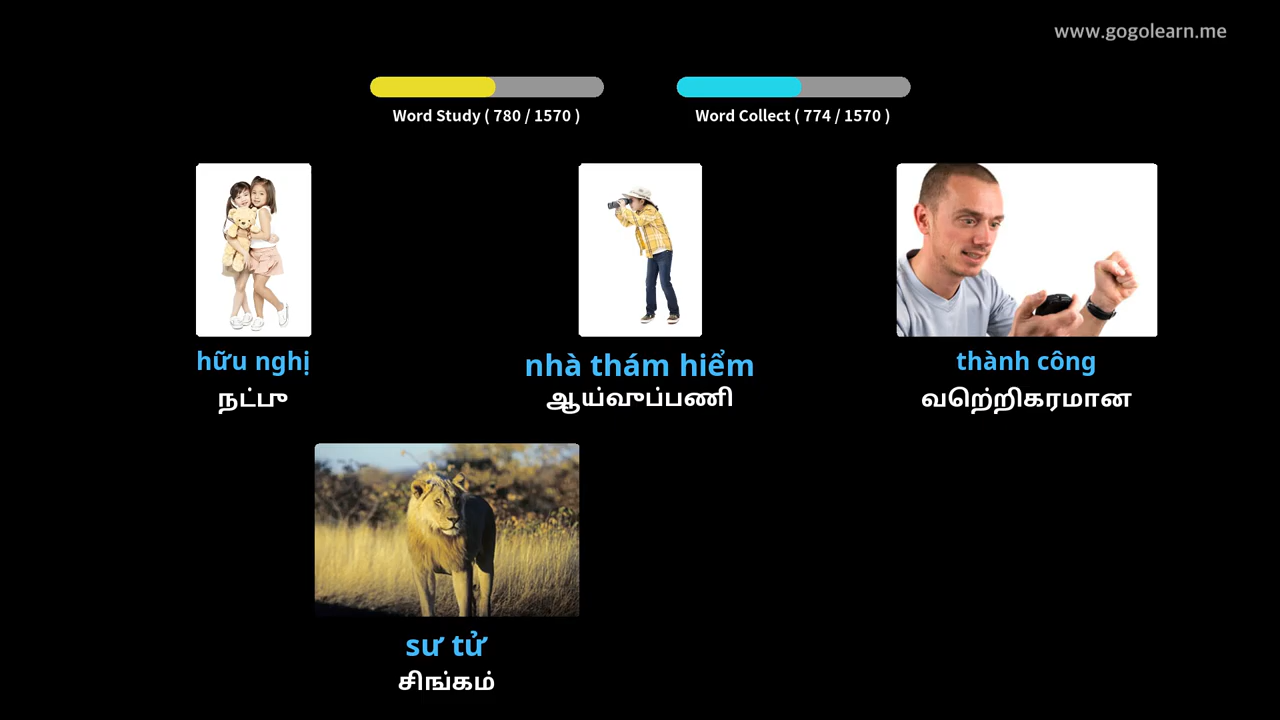 www.gogolearn.me
Word Study ( 780 / 1570 )
Word Collect ( 774 / 1570 )
hữu nghị
நட்பு
nhà thám hiểm
ஆய்வுப்பணி
thành công
வெற்றிகரமான
sư tử
சிங்கம்